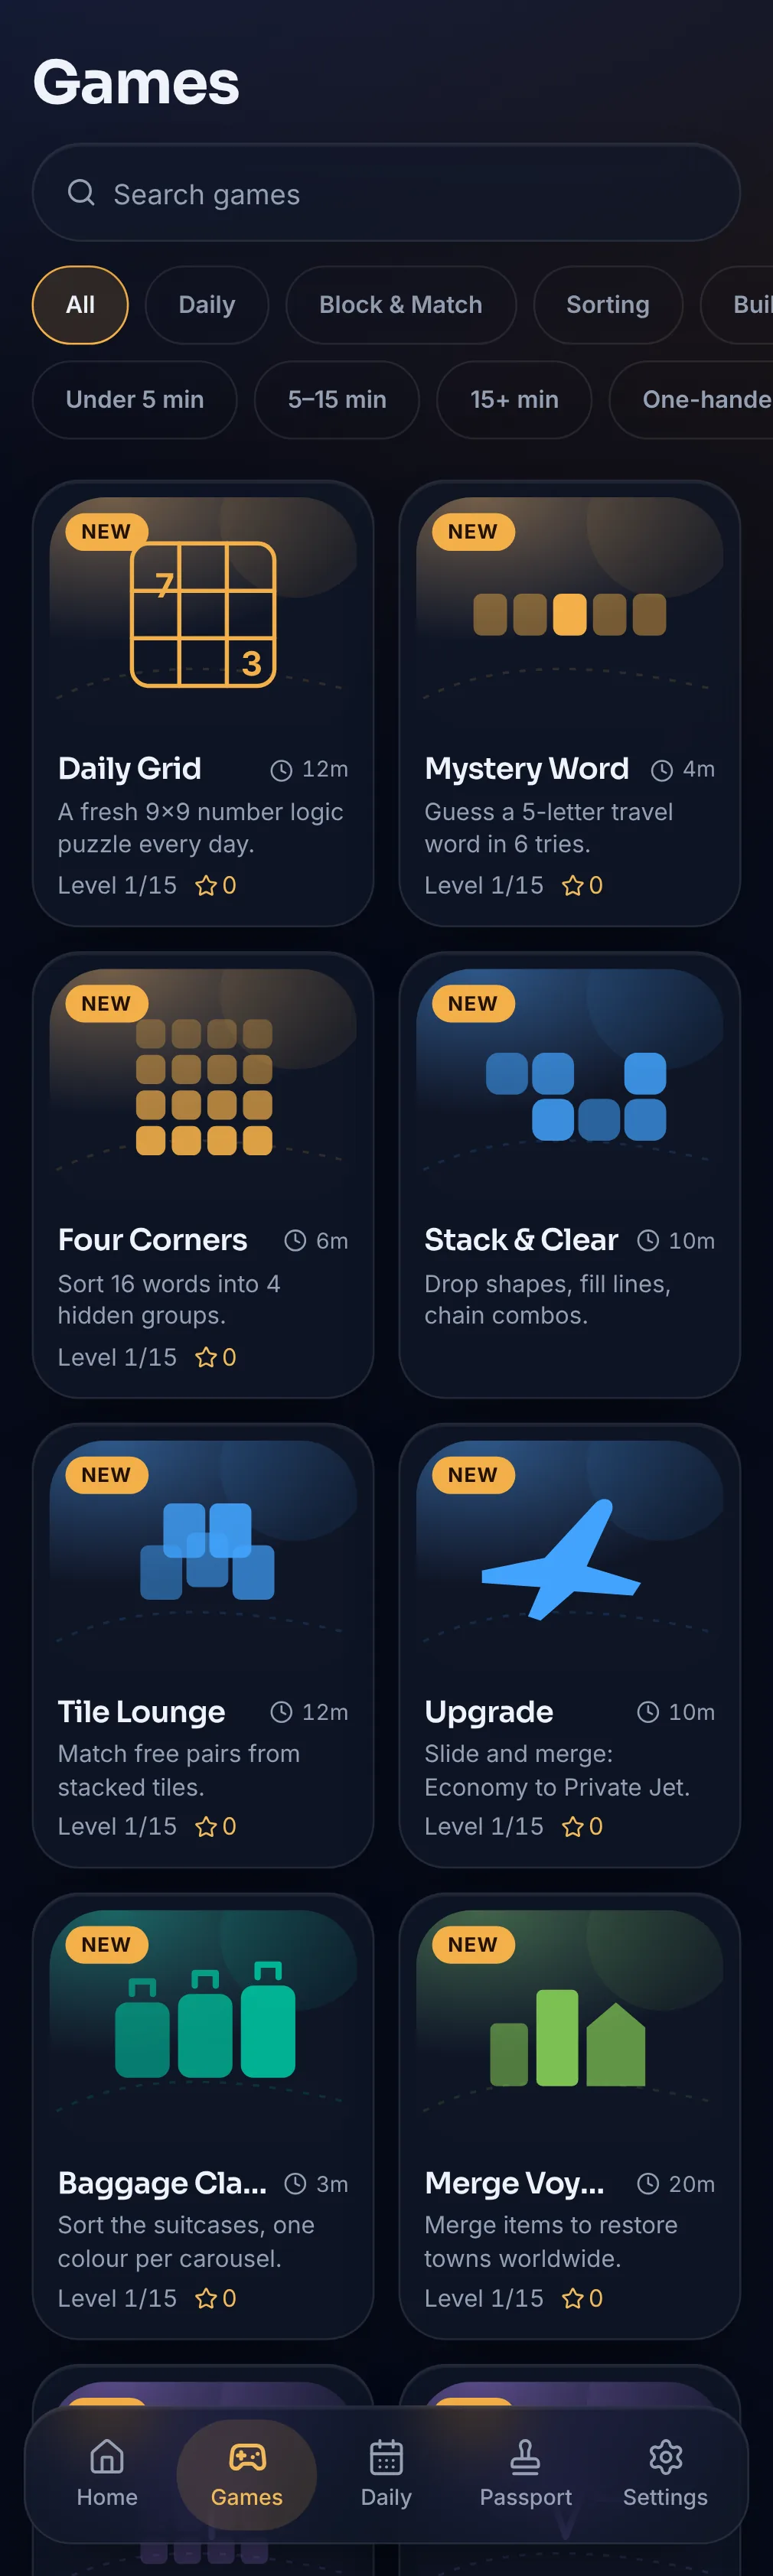 Games
Search games
All Daily Block & Match Sorting
Under 5 min 5–15 min 15+ min
NEW
7
3
Daily Grid 12m
A fresh 9×9 number logic
puzzle every day.
Level 1/15 0
NEW
Mystery Word 4m
Guess a 5-letter travel
word in 6 tries.
Level 1/15 0
NEW
Four Corners 6m
Sort 16 words into 4
hidden groups.
Level 1/15 0
NEW
Stack & Clear 10m
Drop shapes, fill lines,
chain combos.
NEW
Tile Lounge 12m
Match free pairs from
stacked tiles.
Level 1/15 0
NEW
Upgrade 10m
Slide and merge:
Economy to Private Jet.
Level 1/15 0
NEW
Baggage Cla... 3m
Sort the suitcases, one
colour per carousel.
Level 1/15 0
NEW
Merge Voy... 20m
Merge items to restore
towns worldwide.
Level 1/15 0
Home Games Daily Passport Settings